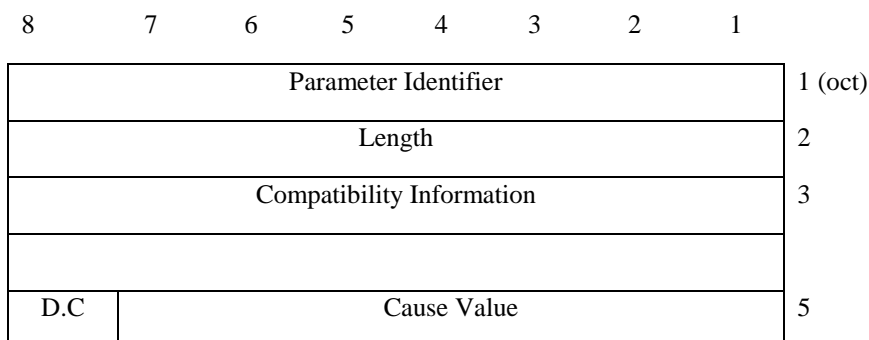 8 7 6 5 4 3 2 1
Parameter Identifier 1 (oct)
Length 2
Compatibility Information 3
D.C Cause Value 5